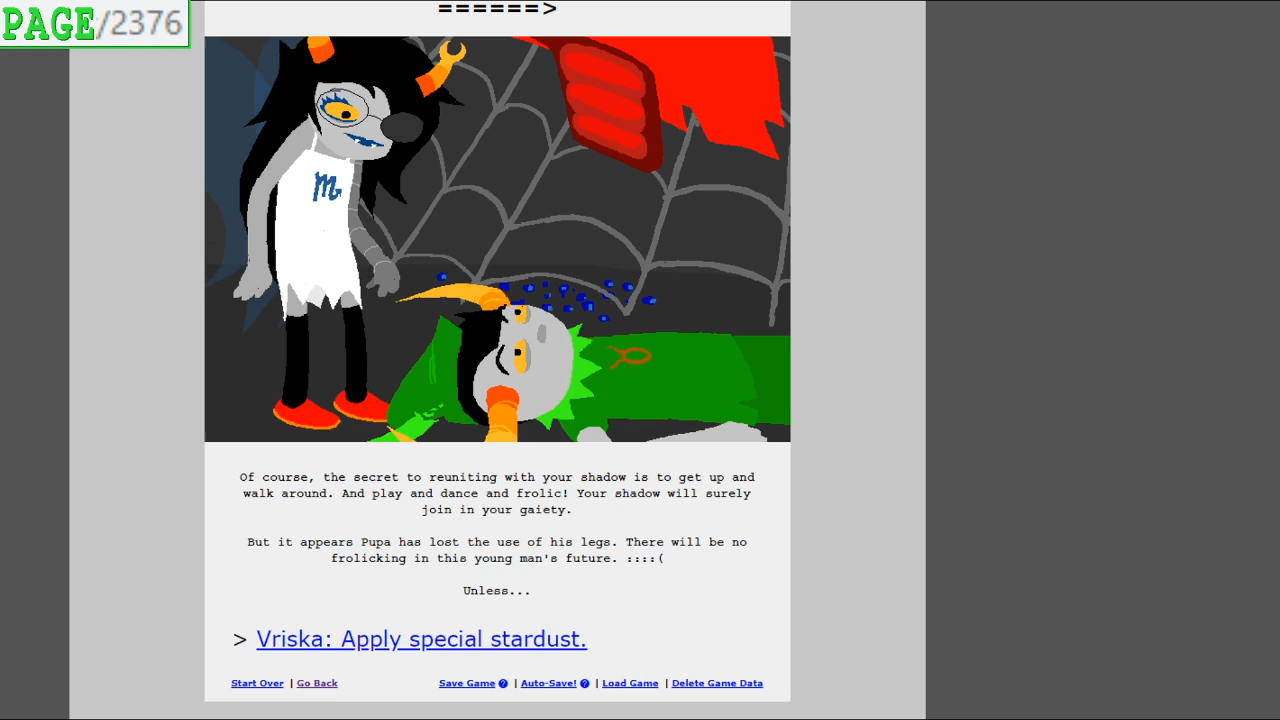 PAGE/2376
======>
m
Of course, the secret to reuniting with your shadow is to get up and
walk around. And play and dance and frolic! Your shadow will surely
join in your gaiety.
But it appears Pupa has lost the use of his legs. There will be no
frolicking in this young man's future. ::::(
Unless...
> Vriska: Apply special stardust.
Start Over | Go Back Save Game ? | Auto-Save! ? | Load Game | Delete Game Data